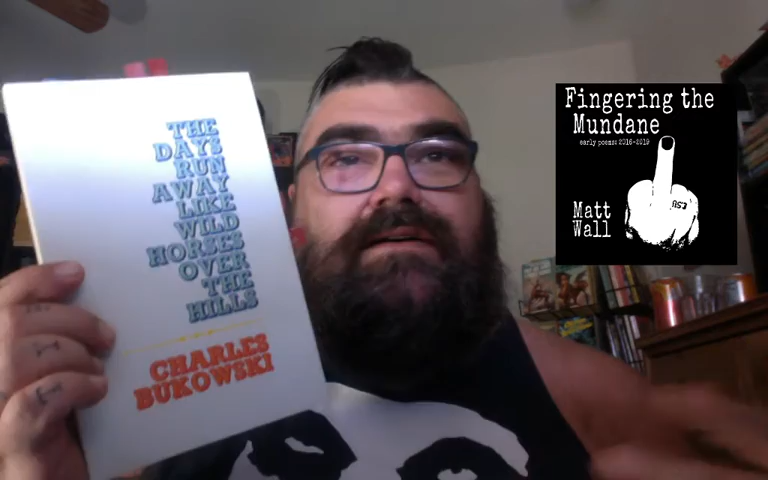 THE
DAYS
RUN
AWAY
LIKE
WILD
HORSES
OVER
THE
HILLS
CHARLES
BUKOWSKI
Fingering the
Mundane
early poems: 2016-2019
Matt
Wall